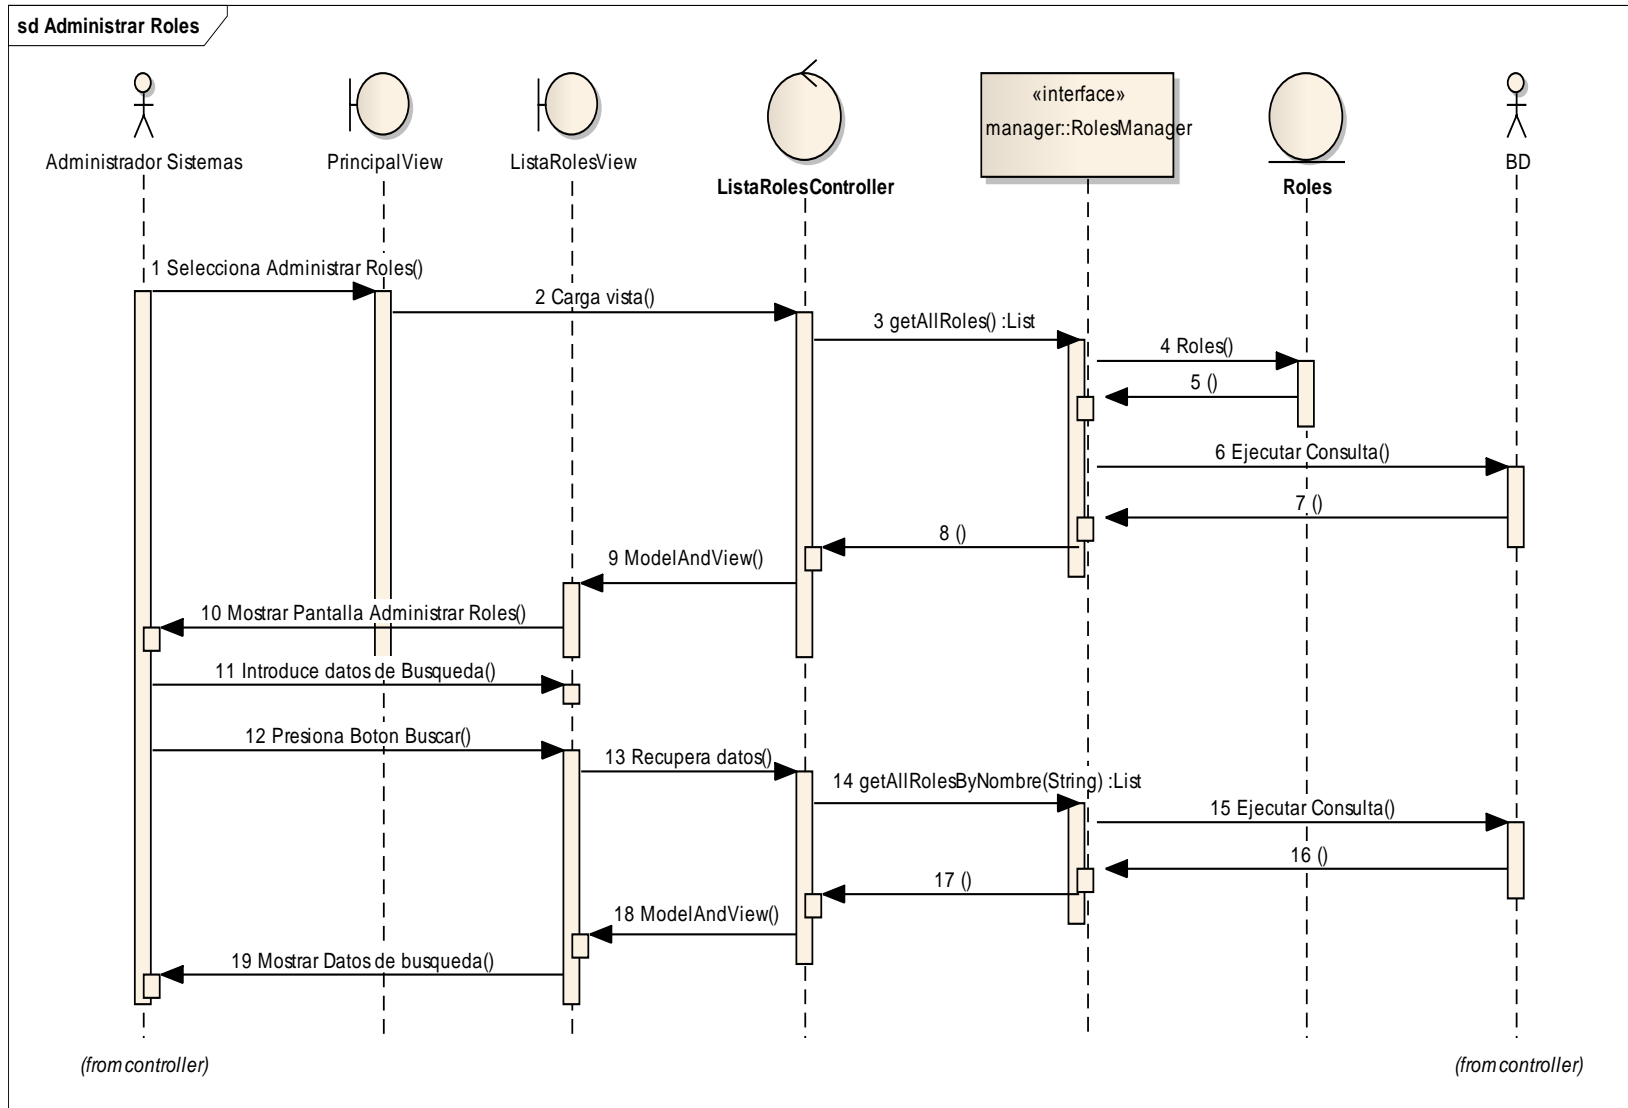 sd Administrar Roles
«interface»
manager::RolesManager
Administrador Sistemas
PrincipalView
ListaRolesView
ListaRolesController
Roles
BD
1 Selecciona Administrar Roles()
2 Carga vista()
3 getAllRoles() :List
4 Roles()
5 ()
6 Ejecutar Consulta()
7 ()
8 ()
9 ModelAndView()
10 Mostrar Pantalla Administrar Roles()
11 Introduce datos de Busqueda()
12 Presiona Boton Buscar()
13 Recupera datos()
14 getAllRolesByNombre(String) :List
15 Ejecutar Consulta()
16 ()
17 ()
18 ModelAndView()
19 Mostrar Datos de busqueda()
(from controller)
(from controller)